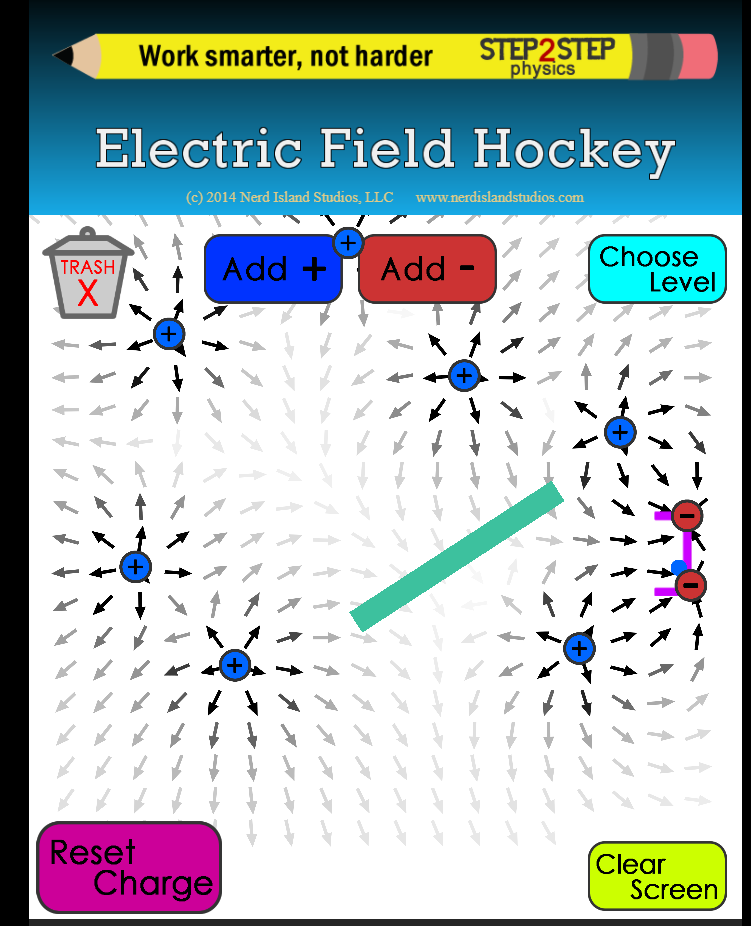 Work smarter, not harder
STEP2STEP
physics
Electric Field Hockey
(c) 2014 Nerd Island Studios, LLC www.nerdislandstudios.com
TRASH
X
Add +
Add -
Choose
Level
+
+
+
+
-
+
-
+
+
Reset
Charge
Clear
Screen